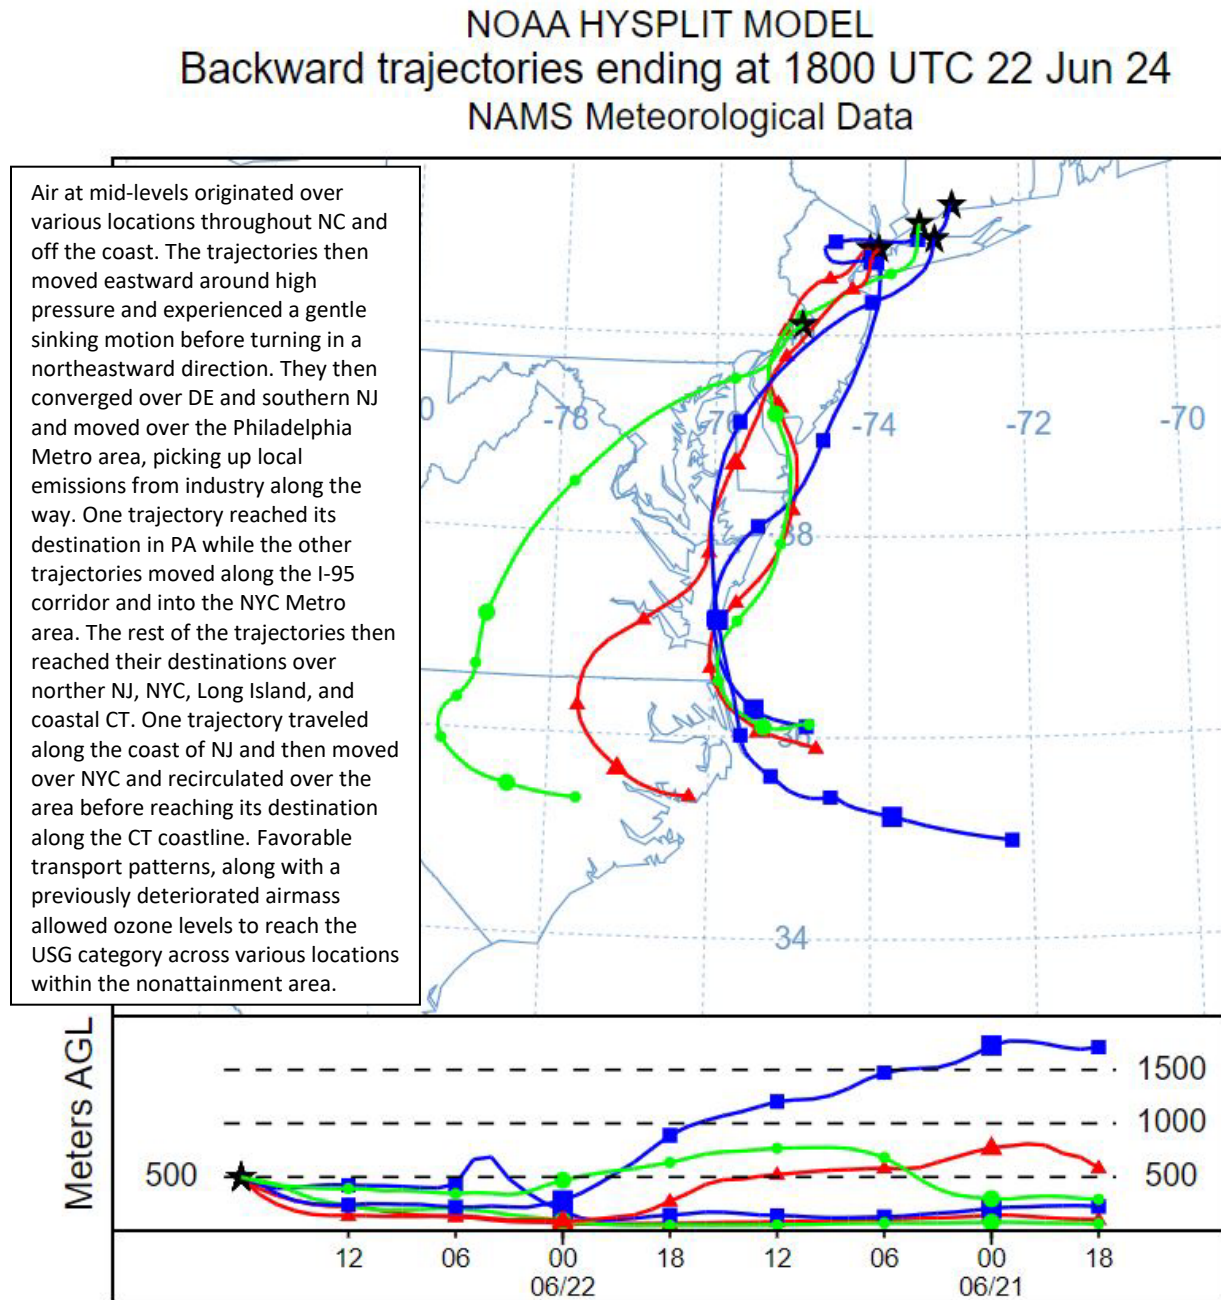 NOAA HYSPLIT MODEL
Backward trajectories ending at 1800 UTC 22 Jun 24
NAMS Meteorological Data
Air at mid-levels originated over
various locations throughout NC and
off the coast. The trajectories then
moved eastward around high
pressure and experienced a gentle
sinking motion before turning in a
northeastward direction. They then
converged over DE and southern NJ
and moved over the Philadelphia
Metro area, picking up local
emissions from industry along the
way. One trajectory reached its
destination in PA while the other
trajectories moved along the I-95
corridor and into the NYC Metro
area. The rest of the trajectories then
reached their destinations over
norther NJ, NYC, Long Island, and
coastal CT. One trajectory traveled
along the coast of NJ and then moved
over NYC and recirculated over the
area before reaching its destination
along the CT coastline. Favorable
transport patterns, along with a
previously deteriorated airmass
allowed ozone levels to reach the
USG category across various locations
within the nonattainment area.
0 -78 -76 -74 -72 -70
38
36
34
Meters AGL
1500
1000
500 500
12 06 00 18 12 06 00 18
06/22 06/21